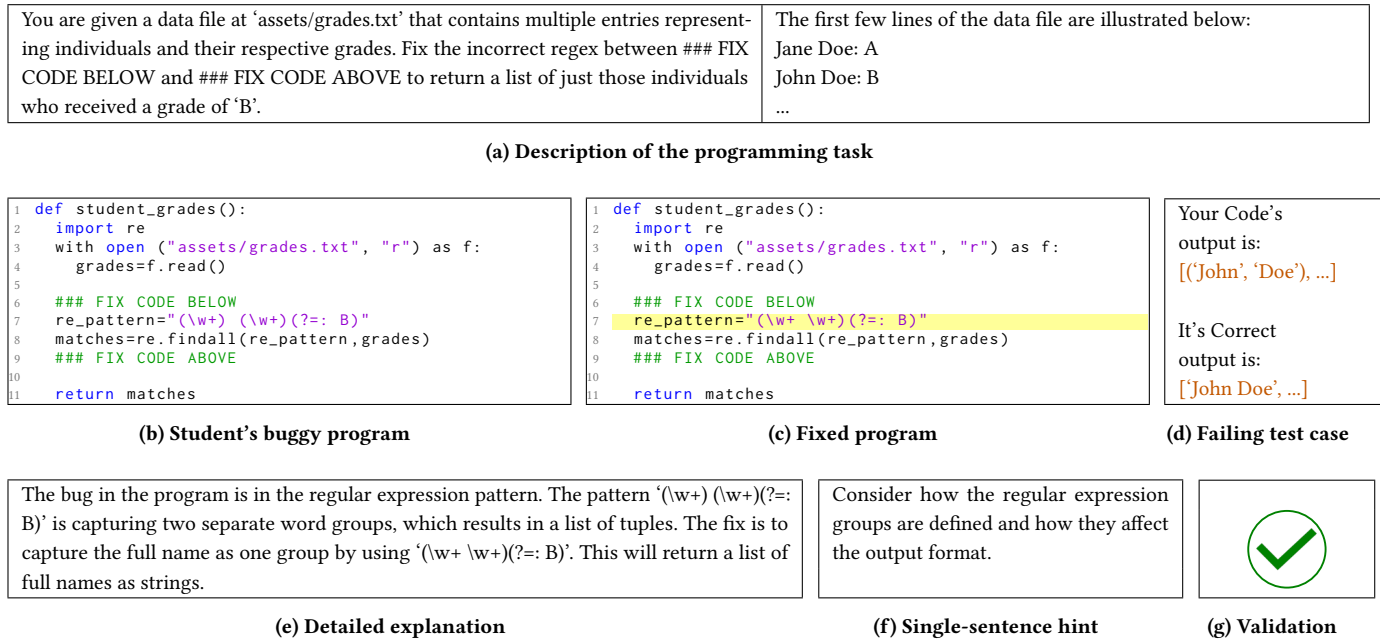 You are given a data file at ‘assets/grades.txt’ that contains multiple entries represent-
ing individuals and their respective grades. Fix the incorrect regex between ### FIX
CODE BELOW and ### FIX CODE ABOVE to return a list of just those individuals
who received a grade of ‘B’.
The first few lines of the data file are illustrated below:
Jane Doe: A
John Doe: B
...
(a) Description of the programming task
1 def student_grades():
2 import re
3 with open ("assets/grades.txt", "r") as f:
4 grades=f.read()
5
6 ### FIX CODE BELOW
7 re_pattern="(\w+) (\w+)(?=: B)"
8 matches=re.findall(re_pattern,grades)
9 ### FIX CODE ABOVE
10
11 return matches
(b) Student’s buggy program
1 def student_grades():
2 import re
3 with open ("assets/grades.txt", "r") as f:
4 grades=f.read()
5
6 ### FIX CODE BELOW
7 re_pattern="(\w+ \w+)(?=: B)"
8 matches=re.findall(re_pattern,grades)
9 ### FIX CODE ABOVE
10
11 return matches
(c) Fixed program
Your Code’s
output is:
[(‘John’, ‘Doe’), ...]
It’s Correct
output is:
[‘John Doe’, ...]
(d) Failing test case
The bug in the program is in the regular expression pattern. The pattern ‘(\w+) (\w+)(?=:
B)’ is capturing two separate word groups, which results in a list of tuples. The fix is to
capture the full name as one group by using ‘(\w+ \w+)(?=: B)’. This will return a list of
full names as strings.
(e) Detailed explanation
Consider how the regular expression
groups are defined and how they affect
the output format.
(f) Single-sentence hint
(g) Validation